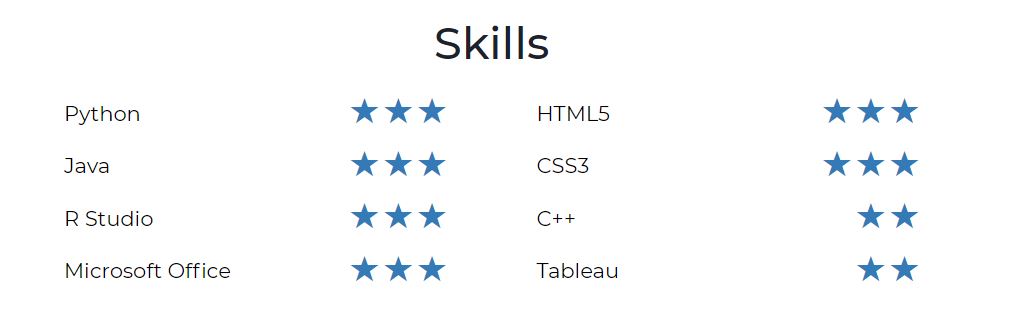 Skills
Python ★★★
Java ★★★
R Studio ★★★
Microsoft Office ★★★
HTML5 ★★★
CSS3 ★★★
C++ ★★
Tableau ★★